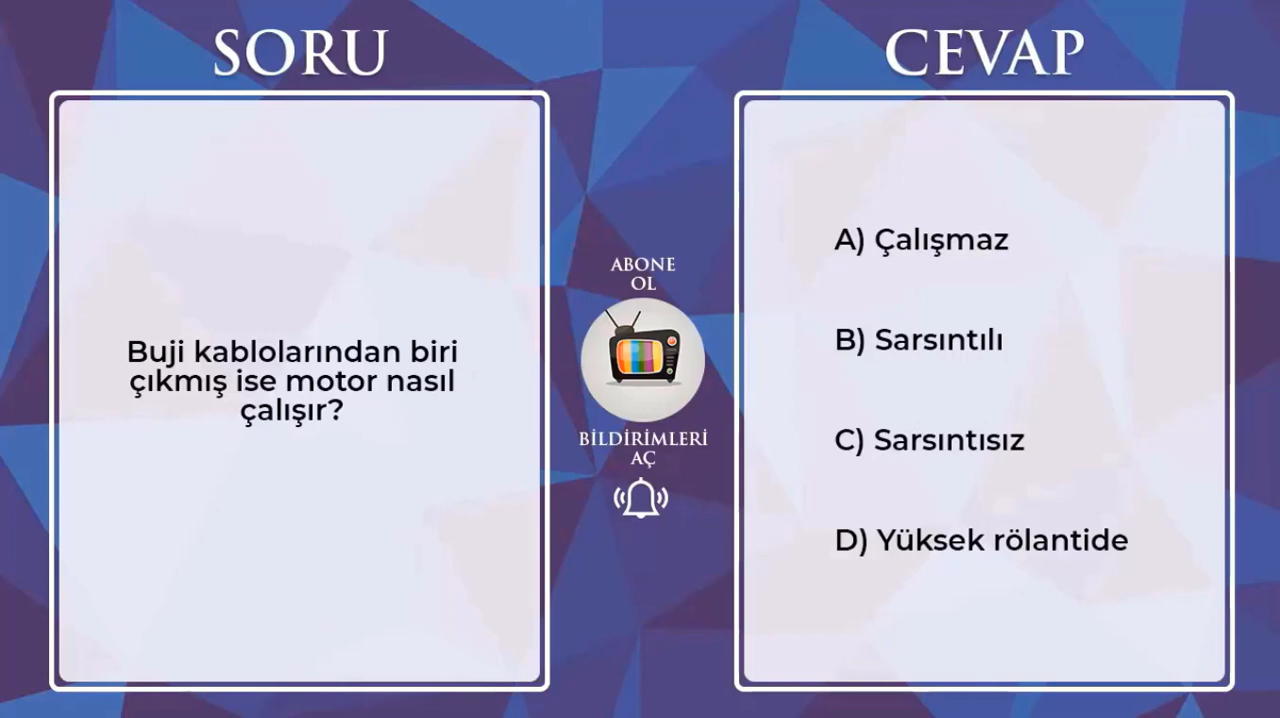 SORU
Buji kablolarından biri
çıkmış ise motor nasıl
çalışır?
ABONE
OL
BİLDİRİMLERİ
AÇ
CEVAP
A) Çalışmaz
B) Sarsıntılı
C) Sarsıntısız
D) Yüksek rölantide